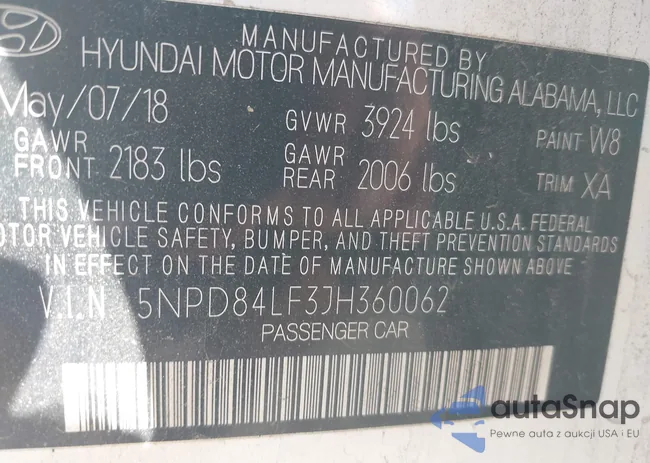 MANUFACTURED BY
HYUNDAI MOTOR MANUFACTURING ALABAMA, LLC
May/07/18 GVWR 3924 lbs PAINT W8
GAWR FRONT 2183 lbs GAWR REAR 2006 lbs TRIM XA
THIS VEHICLE CONFORMS TO ALL APPLICABLE U.S.A. FEDERAL
OTOR VEHICLE SAFETY, BUMPER, AND THEFT PREVENTION STANDARDS
IN EFFECT ON THE DATE OF MANUFACTURE SHOWN ABOVE
V.I.N 5NPD84LF3JH360062
PASSENGER CAR
autaSnap
Pewne auta z aukcji USA i EU